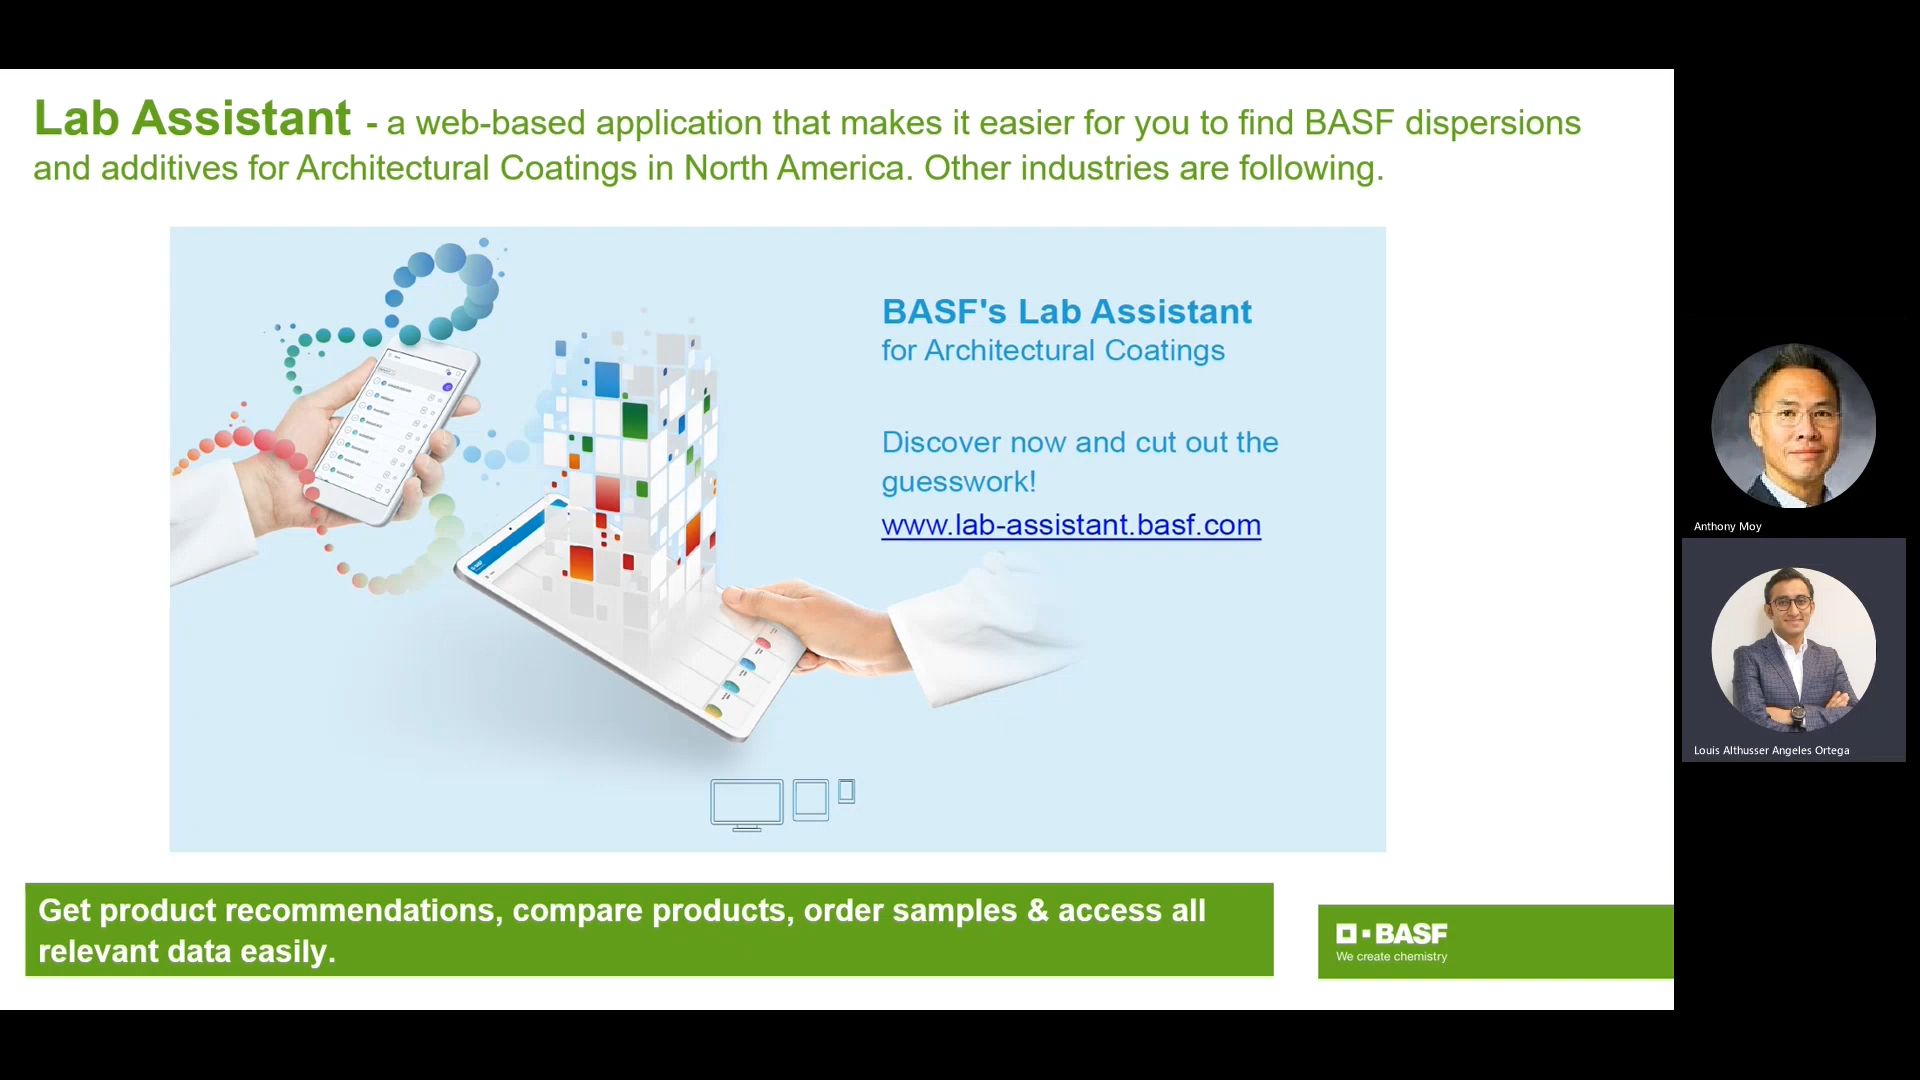 Lab Assistant - a web-based application that makes it easier for you to find BASF dispersions
and additives for Architectural Coatings in North America. Other industries are following.
BASF's Lab Assistant
for Architectural Coatings
Discover now and cut out the
guesswork!
www.lab-assistant.basf.com
Anthony Moy
Louis Althusser Angeles Ortega
Get product recommendations, compare products, order samples & access all
relevant data easily.
BASF
We create chemistry